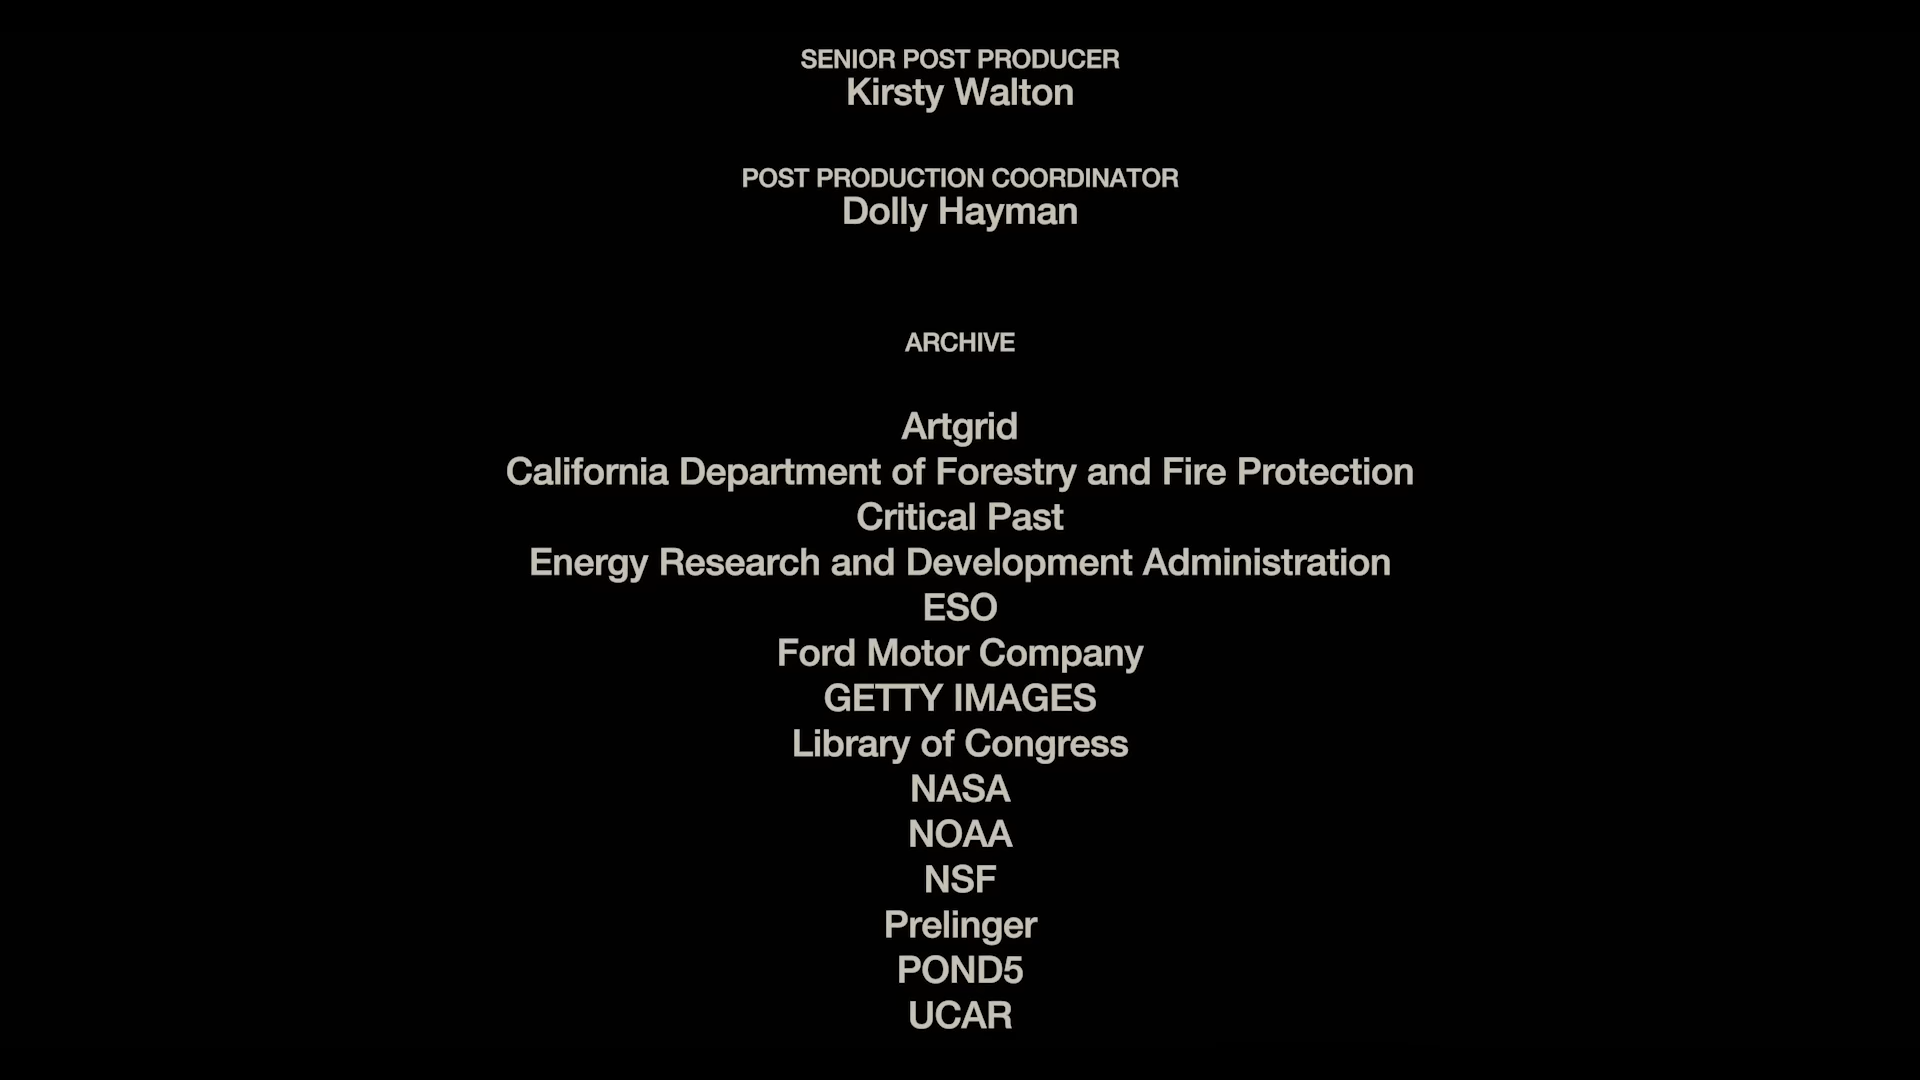 SENIOR POST PRODUCER
Kirsty Walton
POST PRODUCTION COORDINATOR
Dolly Hayman
ARCHIVE
Artgrid
California Department of Forestry and Fire Protection
Critical Past
Energy Research and Development Administration
ESO
Ford Motor Company
GETTY IMAGES
Library of Congress
NASA
NOAA
NSF
Prelinger
POND5
UCAR